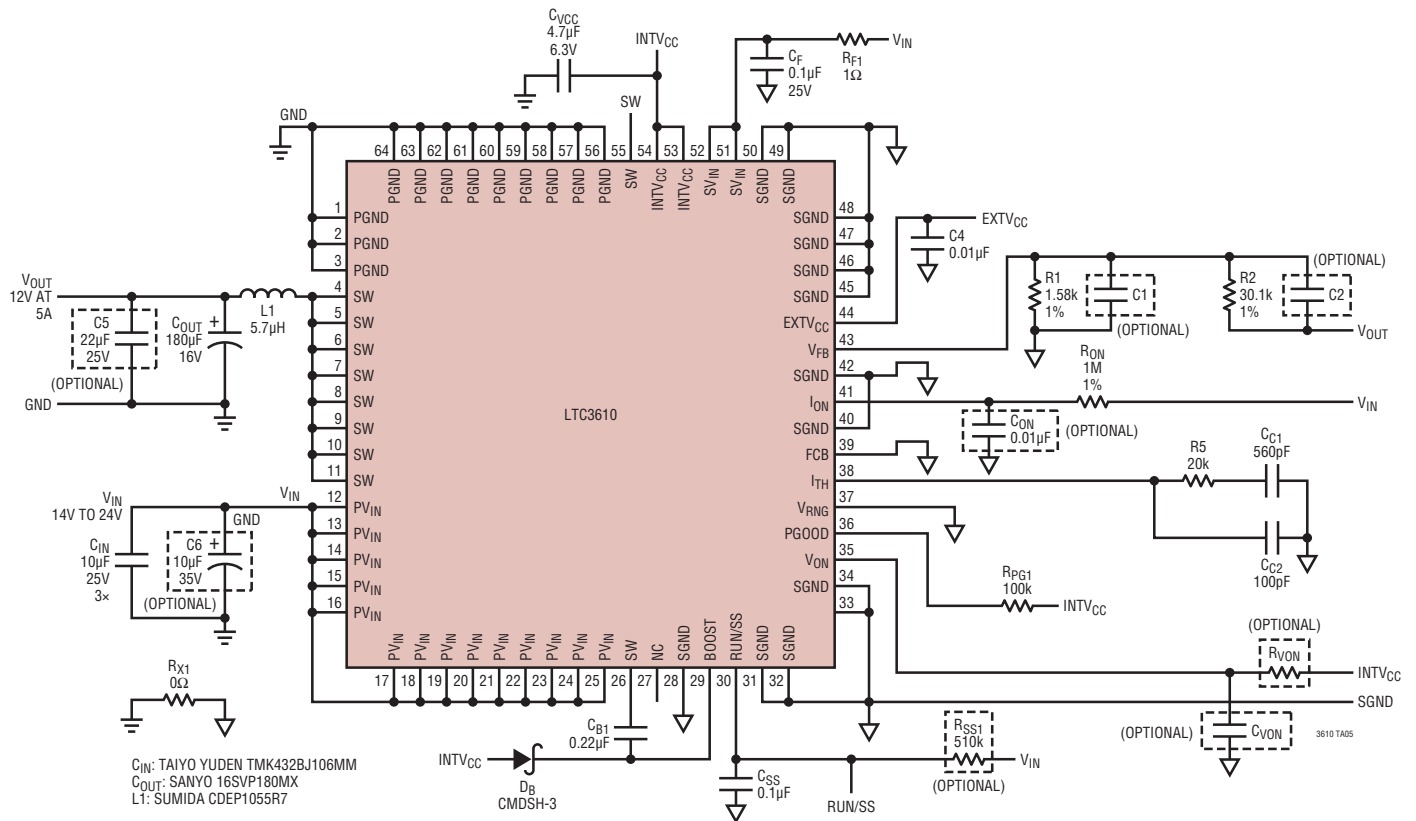 CVCC
4.7µF
6.3V
INTVCC
CF
0.1µF
25V
RF1
1Ω
VIN
GND
SW
64 63 62 61 60 59 58 57 56 55 54 53 52 51 50 49
PGND PGND PGND PGND PGND PGND PGND PGND PGND SW INTVCC INTVCC SVIN SVIN SGND SGND
1 PGND
2 PGND
3 PGND
4 SW
5 SW
6 SW
7 SW
8 SW
9 SW
10 SW
11 SW
12 PVIN
13 PVIN
14 PVIN
15 PVIN
16 PVIN
LTC3610
SGND 48
SGND 47
SGND 46
SGND 45
EXTVCC 44
VFB 43
SGND 42
ION 41
SGND 40
FCB 39
ITH 38
VRNG 37
PGOOD 36
VON 35
SGND 34
33
PVIN PVIN PVIN PVIN PVIN PVIN PVIN PVIN PVIN SW NC SGND BOOST RUN/SS SGND SGND
17 18 19 20 21 22 23 24 25 26 27 28 29 30 31 32
VOUT
12V AT
5A
C5
22µF
25V
(OPTIONAL)
COUT
180µF
16V
+
L1
5.7µH
GND
VIN
14V TO 24V
VIN
GND
CIN
10µF
25V
3×
C6
10µF
35V
+
(OPTIONAL)
RX1
0Ω
CIN: TAIYO YUDEN TMK432BJ106MM
COUT: SANYO 16SVP180MX
L1: SUMIDA CDEP1055R7
INTVCC
DB
CMDSH-3
CB1
0.22µF
CSS
0.1µF
RUN/SS
RSS1
510k
(OPTIONAL)
VIN
EXTVCC
C4
0.01µF
R1
1.58k
1%
C1
(OPTIONAL)
R2
30.1k
1%
(OPTIONAL)
C2
VOUT
RON
1M
1%
VIN
CON
0.01µF
(OPTIONAL)
R5
20k
CC1
560pF
CC2
100pF
RPG1
100k
INTVCC
(OPTIONAL)
RVON
INTVCC
SGND
(OPTIONAL)
CVON
3610 TA05